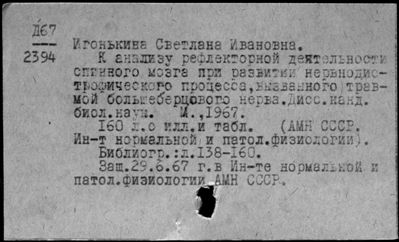 Д67
2394
Игонькина Светлана Ивановна.
К анализу рефлекторной деятельности
спинного мозга при развитии нервнодис-
трофического процесса, вызванного трав-
мой большеберцового нерва. Дисс. канд.
биол. наук. М., 1967.
160 л. о илл. и табл. (АМН СССР.
Ин-т нормальной и патол. физиологии).
Библиогр.: л. 138-160.
Защ. 29.6.67 г. в Ин-те нормальной и
патол. физиологии АМН СССР.